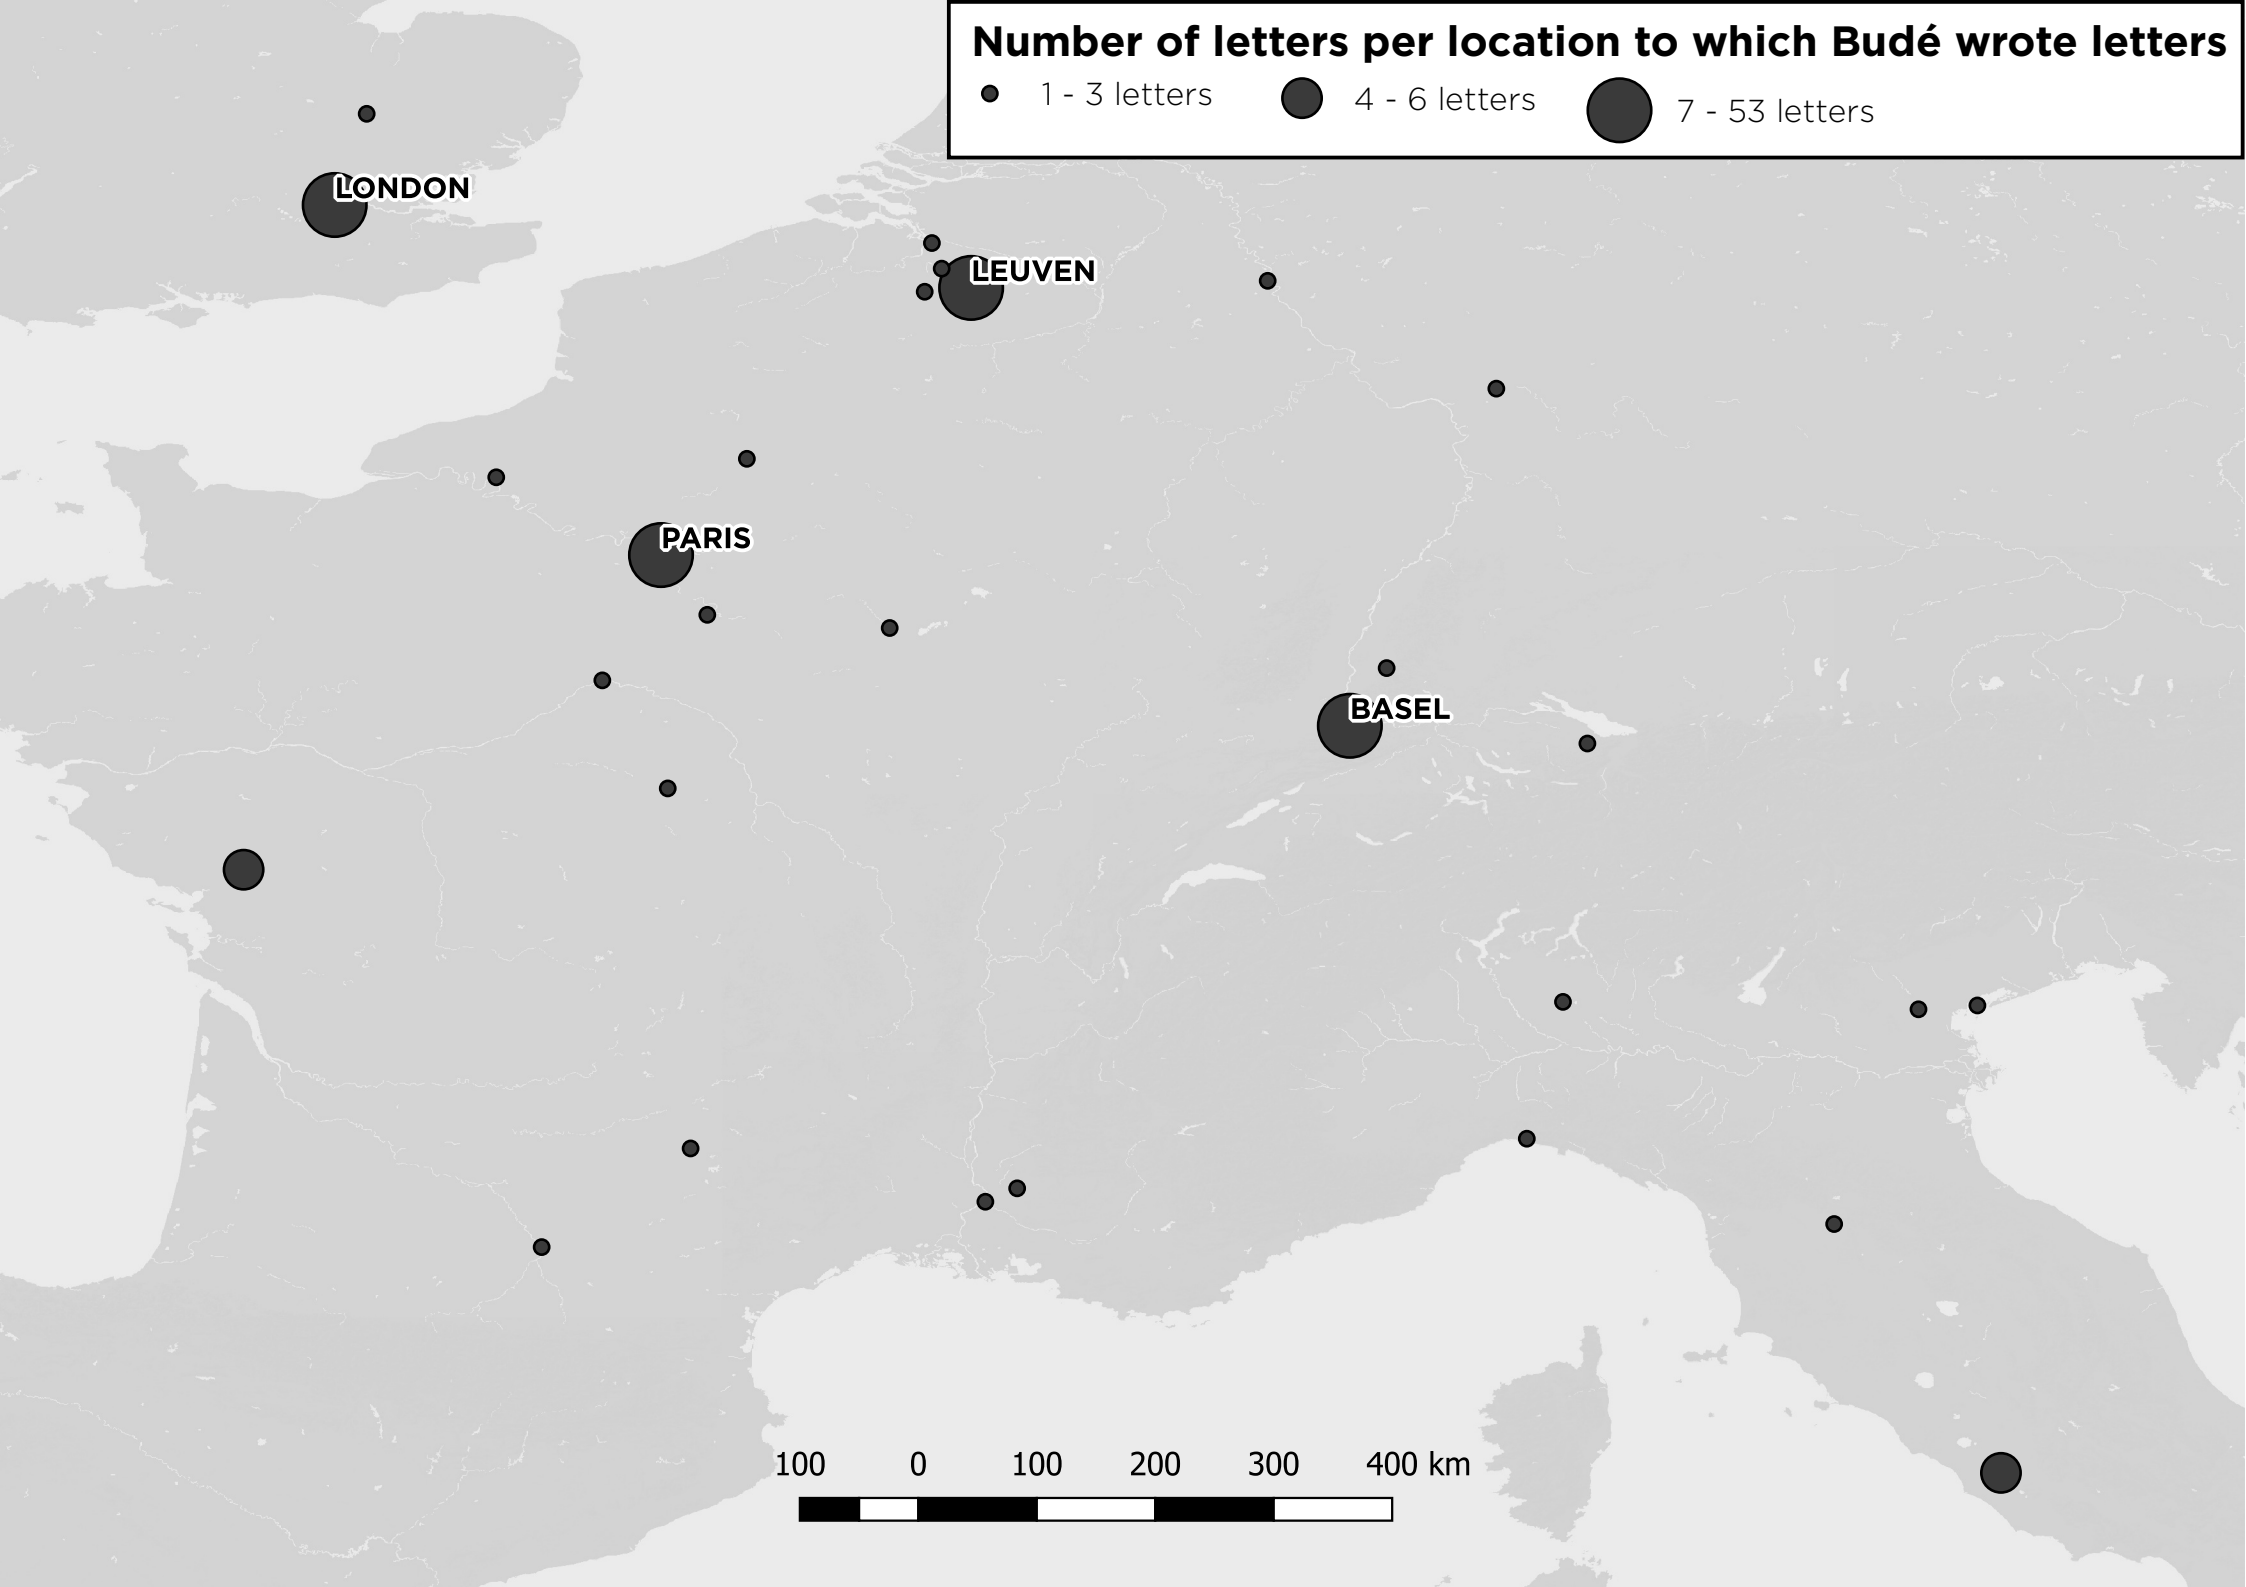 Number of letters per location to which Budé wrote letters
1 - 3 letters 4 - 6 letters 7 - 53 letters
LONDON
LEUVEN
PARIS
BASEL
100 0 100 200 300 400 km